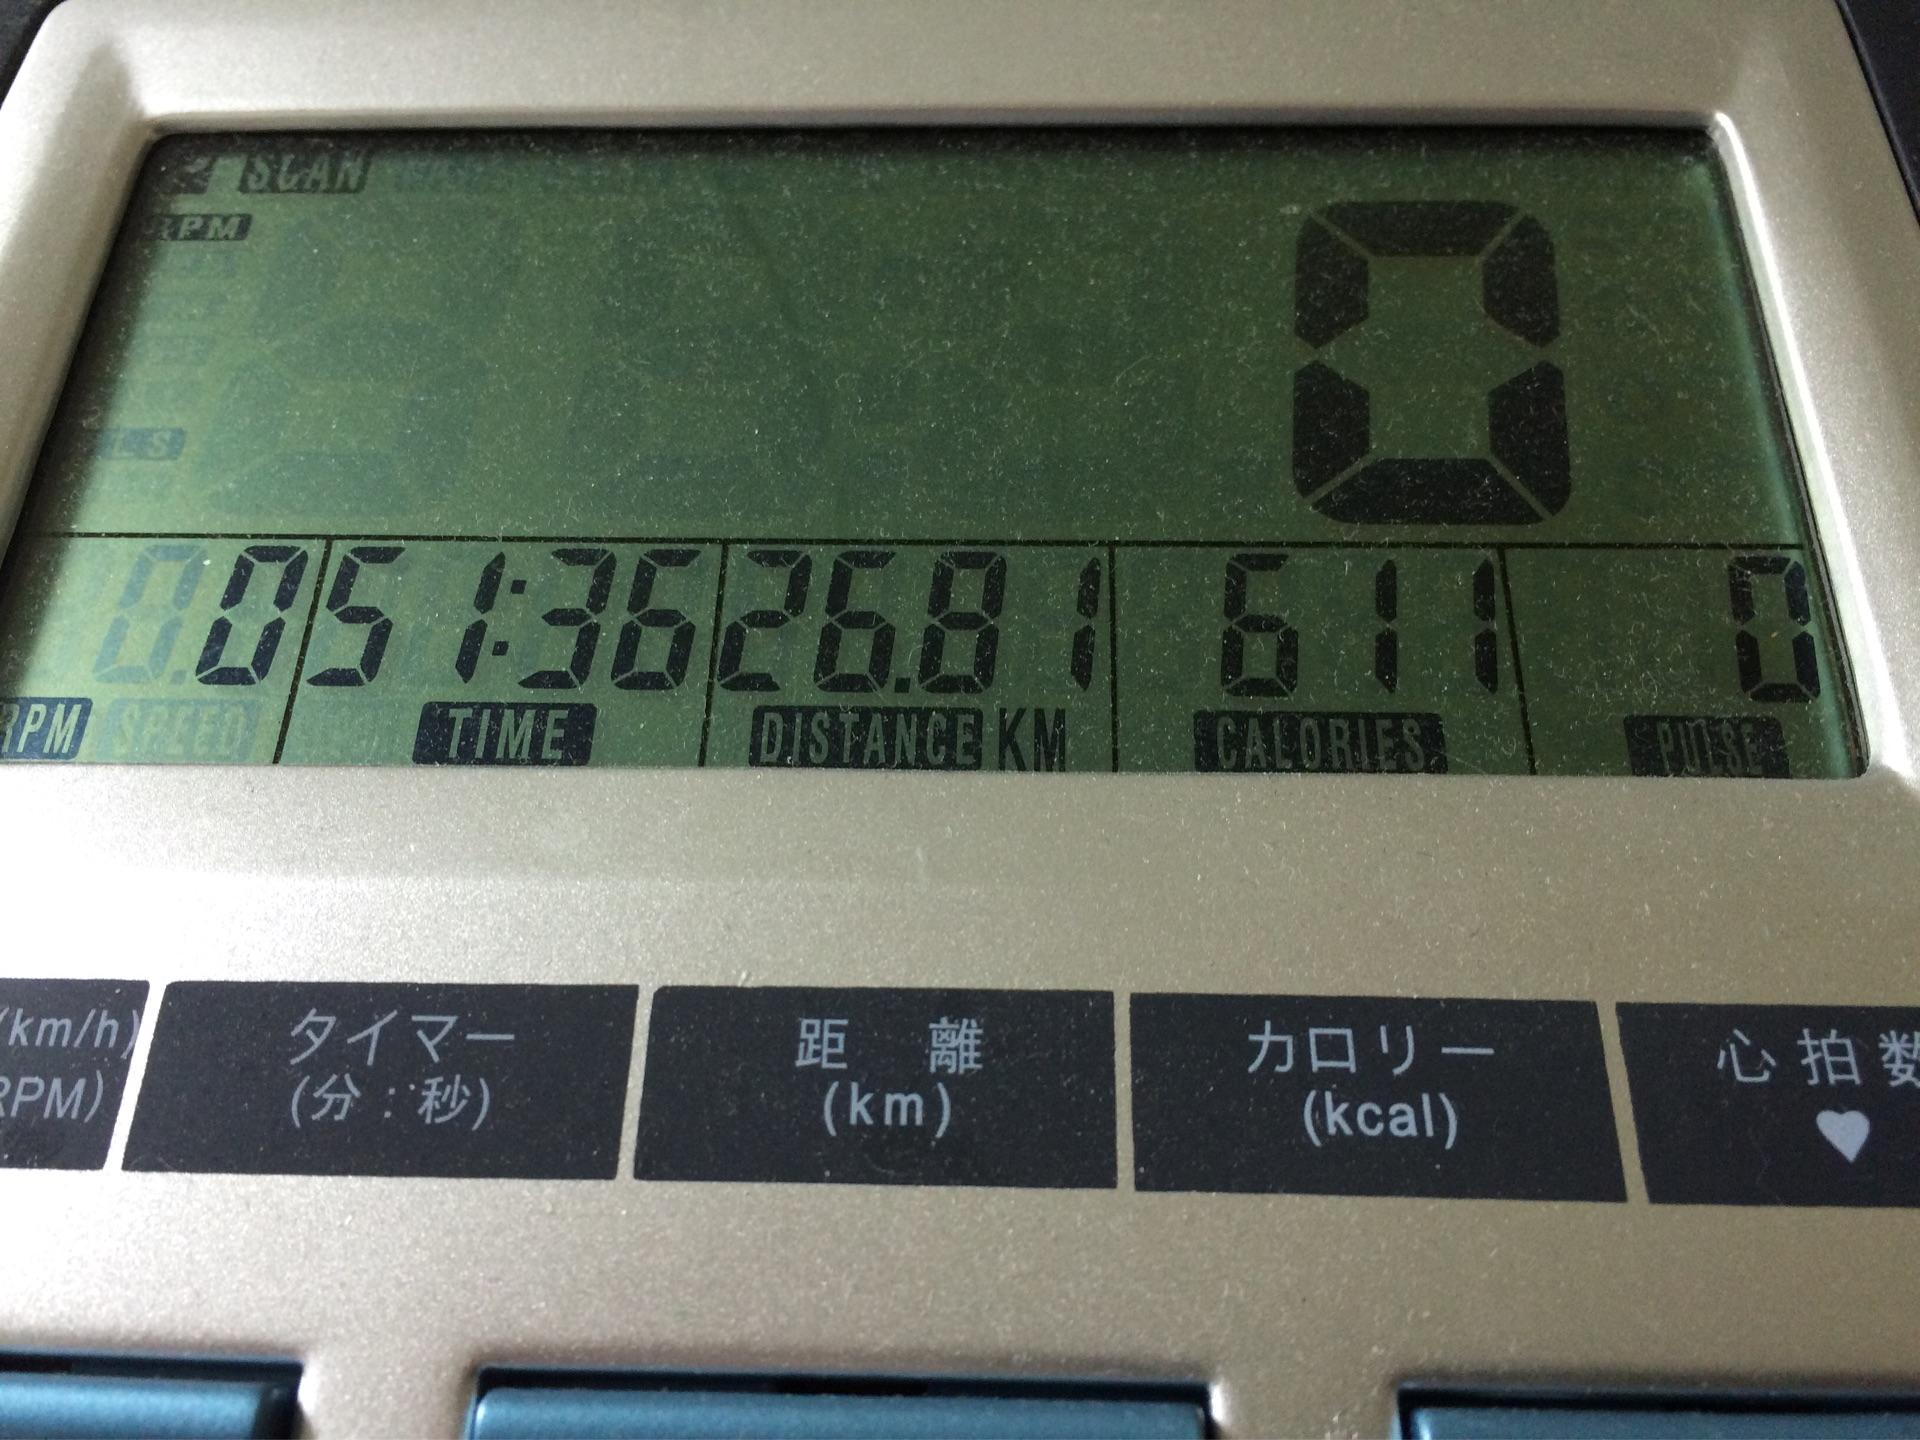 SCAN
RPM
0
0 51:36 26.81 611 0
RPM SPEED TIME DISTANCE KM CALORIES PULSE
(km/h) タイマー 距離 カロリー 心拍数
RPM) (分:秒) (km) (kcal) ♥